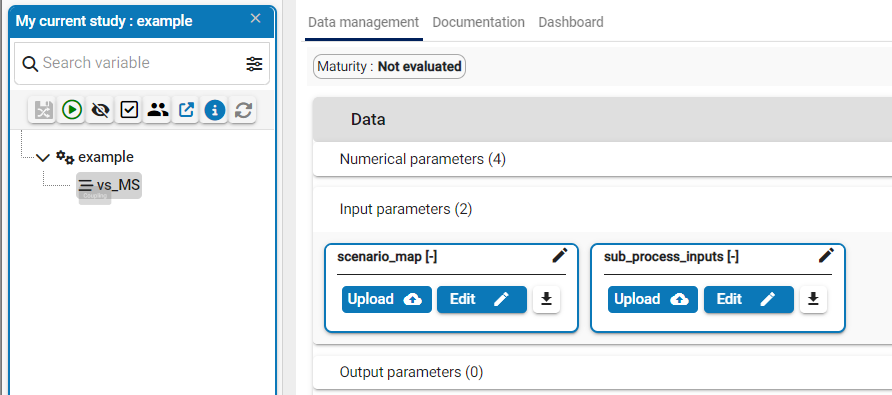 My current study : example
Search variable
example
vs_MS
Data management Documentation Dashboard
Maturity : Not evaluated
Data
Numerical parameters (4)
Input parameters (2)
scenario_map [-]
Upload Edit
sub_process_inputs [-]
Upload Edit
Output parameters (0)